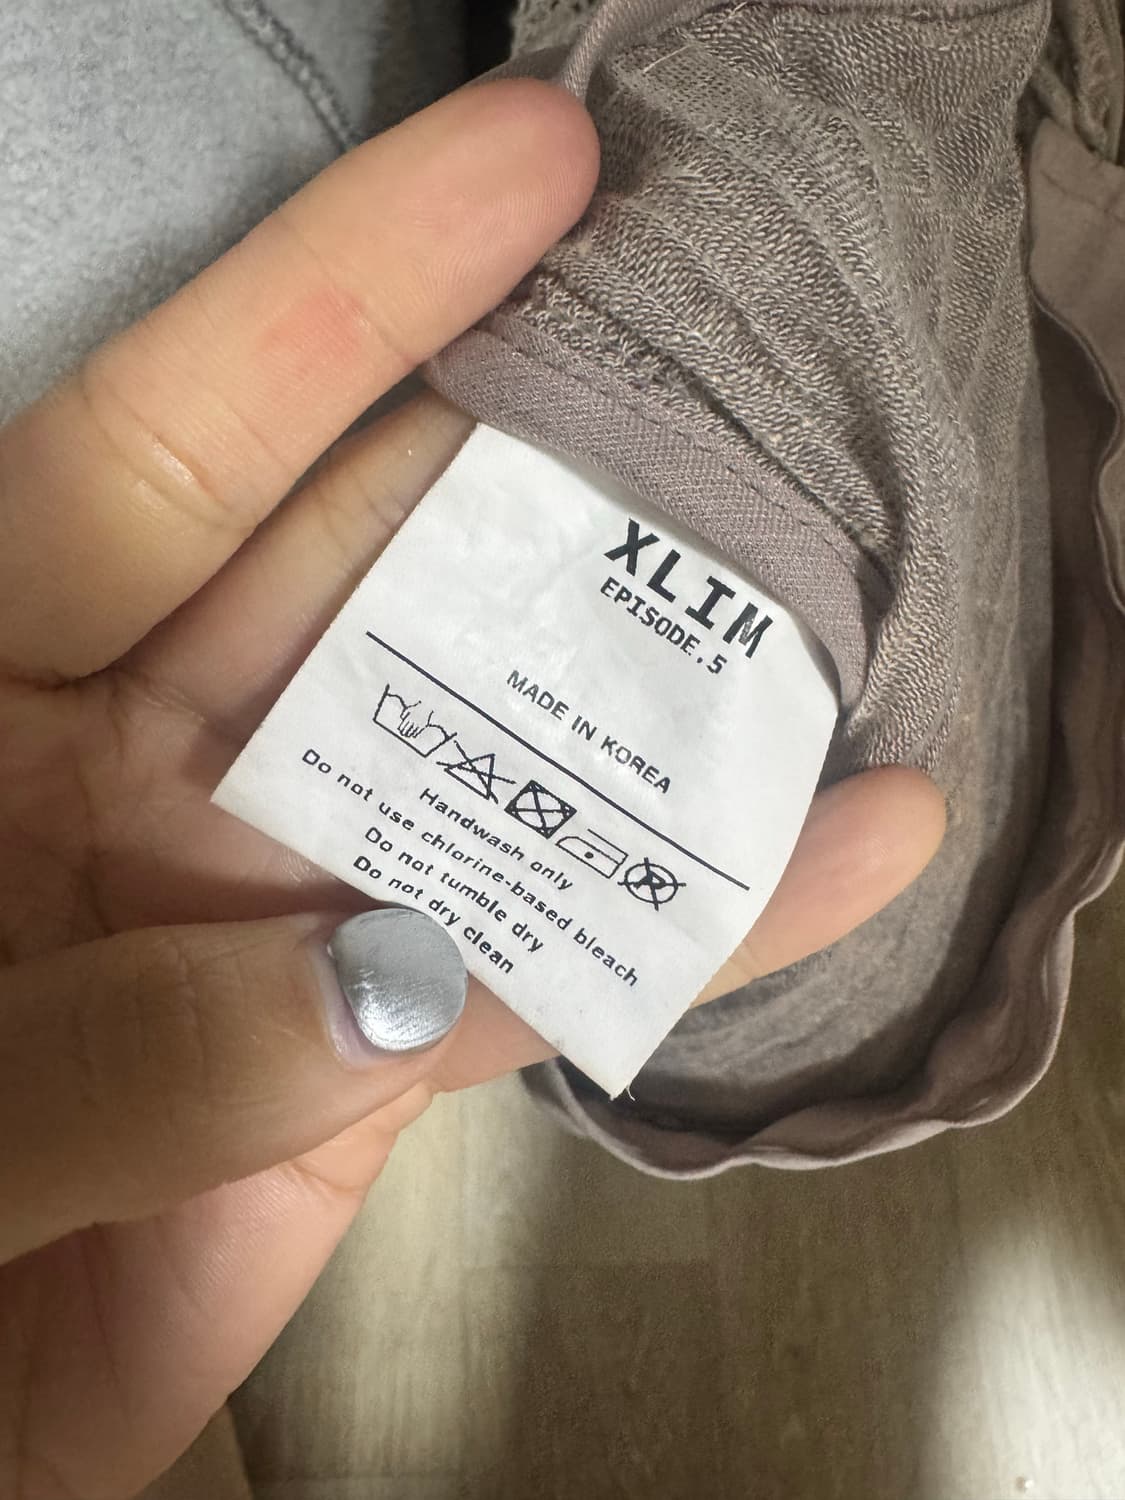 XLIM
EPISODE.5
MADE IN KOREA
P
Handwash only
Do not use chlorine-based bleach
Do not tumble dry
Do not dry clean